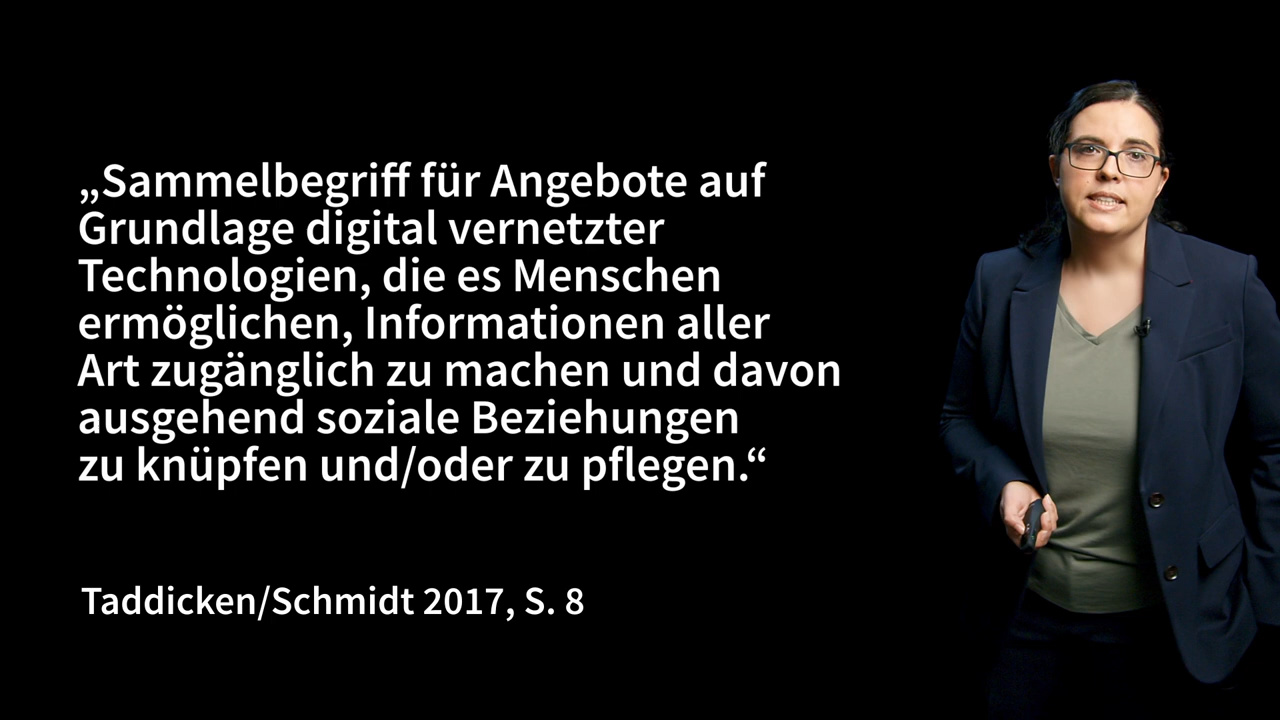 „Sammelbegriff für Angebote auf
Grundlage digital vernetzter
Technologien, die es Menschen
ermöglichen, Informationen aller
Art zugänglich zu machen und davon
ausgehend soziale Beziehungen
zu knüpfen und/oder zu pflegen.“
Taddicken/Schmidt 2017, S. 8